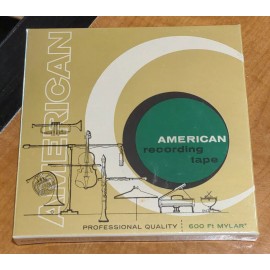 AMERICAN
AMERICAN
recording
tape
PROFESSIONAL QUALITY
600 Ft MYLAR*